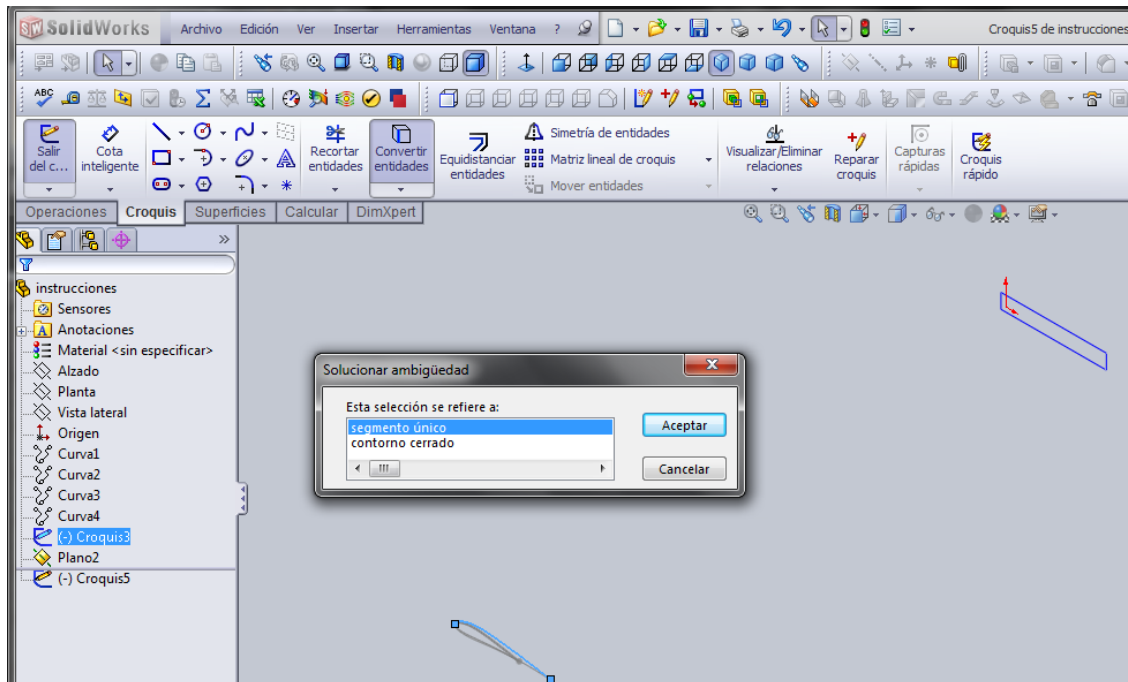 SW SolidWorks Archivo Edición Ver Insertar Herramientas Ventana ? Croquis5 de instrucciones
ABC
Salir del c...
Cota inteligente
Recortar entidades
Convertir entidades
Equidistanciar entidades
Simetría de entidades
Matriz lineal de croquis
Mover entidades
Visualizar/Eliminar relaciones
Reparar croquis
Capturas rápidas
Croquis rápido
Operaciones Croquis Superficies Calcular DimXpert
instrucciones
Sensores
A Anotaciones
Material <sin especificar>
Alzado
Planta
Vista lateral
Origen
Curva1
Curva2
Curva3
Curva4
(-) Croquis3
Plano2
(-) Croquis5
Solucionar ambigüedad
Esta selección se refiere a:
segmento único
contorno cerrado
Aceptar
Cancelar